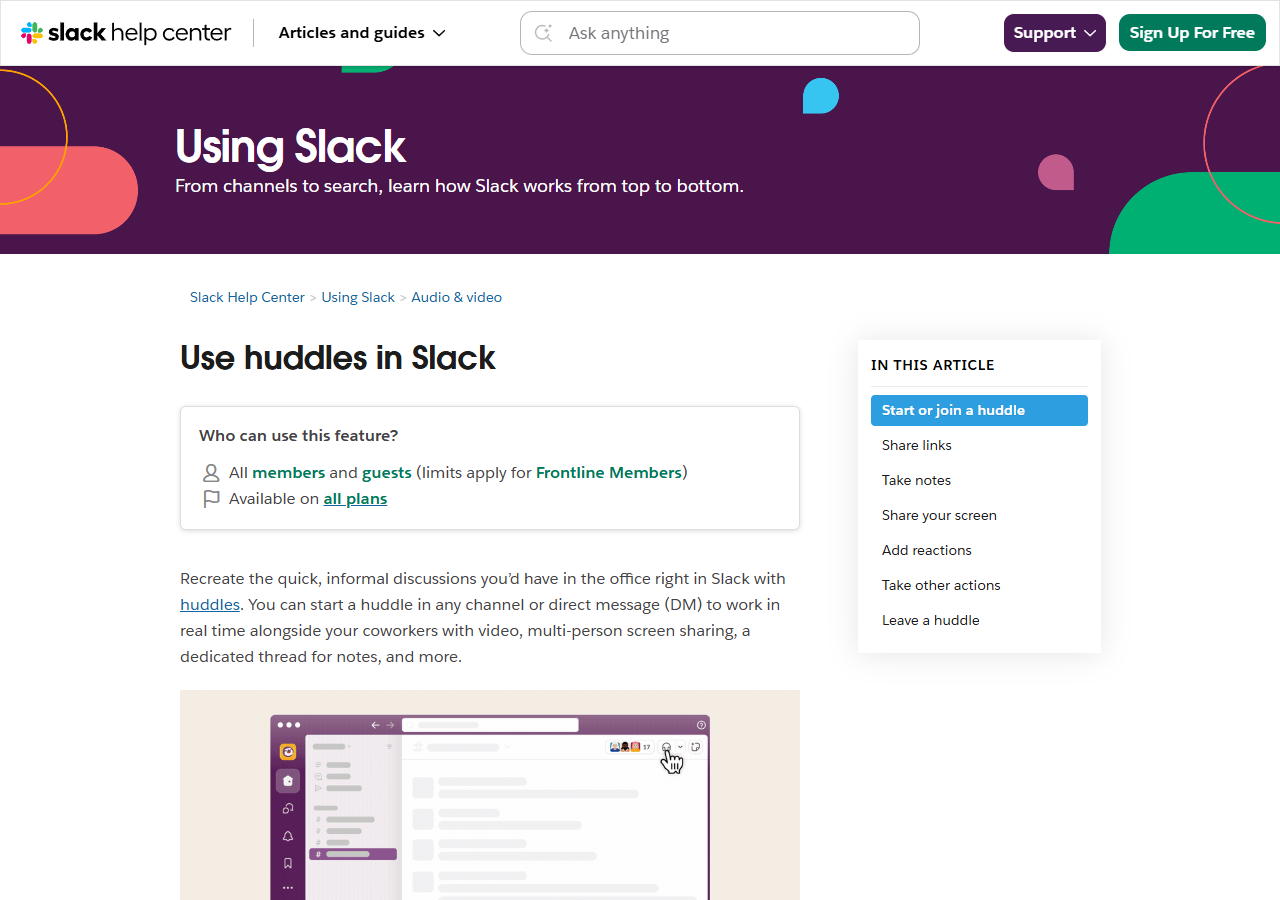 slack help center
Articles and guides
Ask anything
Support
Sign Up For Free
Using Slack
From channels to search, learn how Slack works from top to bottom.
Slack Help Center > Using Slack > Audio & video
Use huddles in Slack
Who can use this feature?
All members and guests (limits apply for Frontline Members)
Available on all plans
Recreate the quick, informal discussions you’d have in the office right in Slack with
huddles. You can start a huddle in any channel or direct message (DM) to work in
real time alongside your coworkers with video, multi-person screen sharing, a
dedicated thread for notes, and more.
17
IN THIS ARTICLE
Start or join a huddle
Share links
Take notes
Share your screen
Add reactions
Take other actions
Leave a huddle